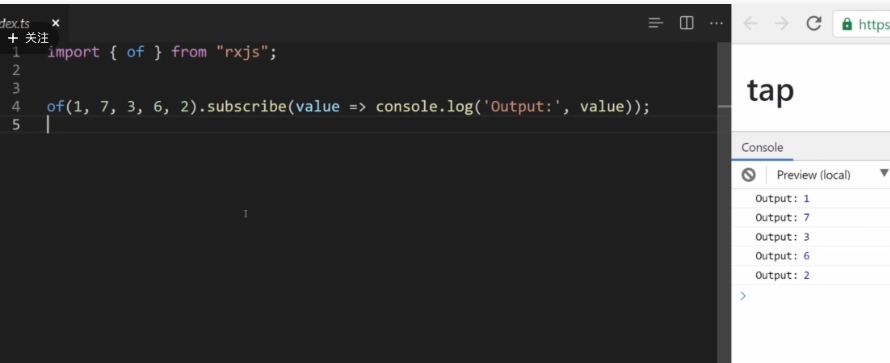 dex.ts
+ 关注
https
1 import { of } from "rxjs";
2
3
4 of(1, 7, 3, 6, 2).subscribe(value => console.log('Output:', value));
5
tap
Console
Preview (local)
Output: 1
Output: 7
Output: 3
Output: 6
Output: 2